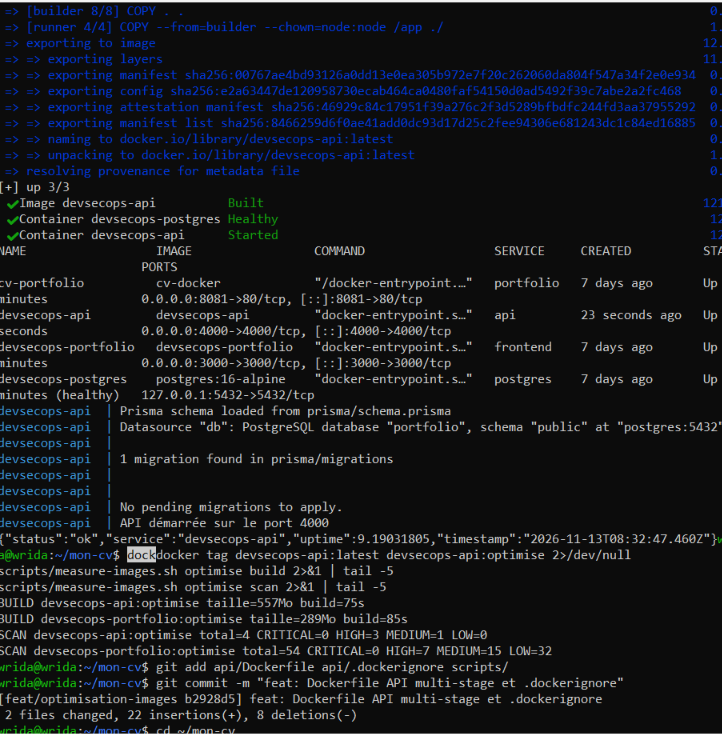 => [builder 8/8] COPY . . 0.
=> [runner 4/4] COPY --from=builder --chown=node:node /app ./ 1.
=> exporting to image 12.
=> => exporting layers 11.
=> => exporting manifest sha256:00767ae4bd93126a0dd13e0ea305b972e7f20c262060da804f547a34f2e0e934 0.
=> => exporting config sha256:e2a63447de120958730ecab464ca0480faf54150d0ad5492f39c7abe2a2fc468 0.
=> => exporting attestation manifest sha256:46929c84c17951f39a276c2f3d5289bfbdfc244fd3aa37955292 0.
=> => exporting manifest list sha256:8466259d6f0ae41add0dc93d17d25c2fee94306e681243dc1c84ed16885 0.
=> => naming to docker.io/library/devsecops-api:latest 0.
=> => unpacking to docker.io/library/devsecops-api:latest 1.
=> resolving provenance for metadata file 0.
[+] up 3/3
✔Image devsecops-api Built 121
✔Container devsecops-postgres Healthy 12
✔Container devsecops-api Started 12
NAME IMAGE COMMAND SERVICE CREATED STA
PORTS
cv-portfolio cv-docker "/docker-entrypoint.…" portfolio 7 days ago Up
minutes 0.0.0.0:8081->80/tcp, [::]:8081->80/tcp
devsecops-api devsecops-api "docker-entrypoint.s…" api 23 seconds ago Up
seconds 0.0.0.0:4000->4000/tcp, [::]:4000->4000/tcp
devsecops-portfolio devsecops-portfolio "docker-entrypoint.s…" frontend 7 days ago Up
minutes 0.0.0.0:3000->3000/tcp, [::]:3000->3000/tcp
devsecops-postgres postgres:16-alpine "docker-entrypoint.s…" postgres 7 days ago Up
minutes (healthy) 127.0.0.1:5432->5432/tcp
devsecops-api | Prisma schema loaded from prisma/schema.prisma
devsecops-api | Datasource "db": PostgreSQL database "portfolio", schema "public" at "postgres:5432"
devsecops-api |
devsecops-api | 1 migration found in prisma/migrations
devsecops-api |
devsecops-api |
devsecops-api | No pending migrations to apply.
devsecops-api | API démarrée sur le port 4000
{"status":"ok","service":"devsecops-api","uptime":9.19031805,"timestamp":"2026-11-13T08:32:47.460Z"}w
a@wrida:~/mon-cv$ dockdocker tag devsecops-api:latest devsecops-api:optimise 2>/dev/null
scripts/measure-images.sh optimise build 2>&1 | tail -5
scripts/measure-images.sh optimise scan 2>&1 | tail -5
BUILD devsecops-api:optimise taille=557Mo build=75s
BUILD devsecops-portfolio:optimise taille=289Mo build=85s
SCAN devsecops-api:optimise total=4 CRITICAL=0 HIGH=3 MEDIUM=1 LOW=0
SCAN devsecops-portfolio:optimise total=54 CRITICAL=0 HIGH=7 MEDIUM=15 LOW=32
wrida@wrida:~/mon-cv$ git add api/Dockerfile api/.dockerignore scripts/
wrida@wrida:~/mon-cv$ git commit -m "feat: Dockerfile API multi-stage et .dockerignore"
[feat/optimisation-images b2928d5] feat: Dockerfile API multi-stage et .dockerignore
2 files changed, 22 insertions(+), 8 deletions(-)
wrida@wrida:~/mon-cv$ cd ~/mon-cv